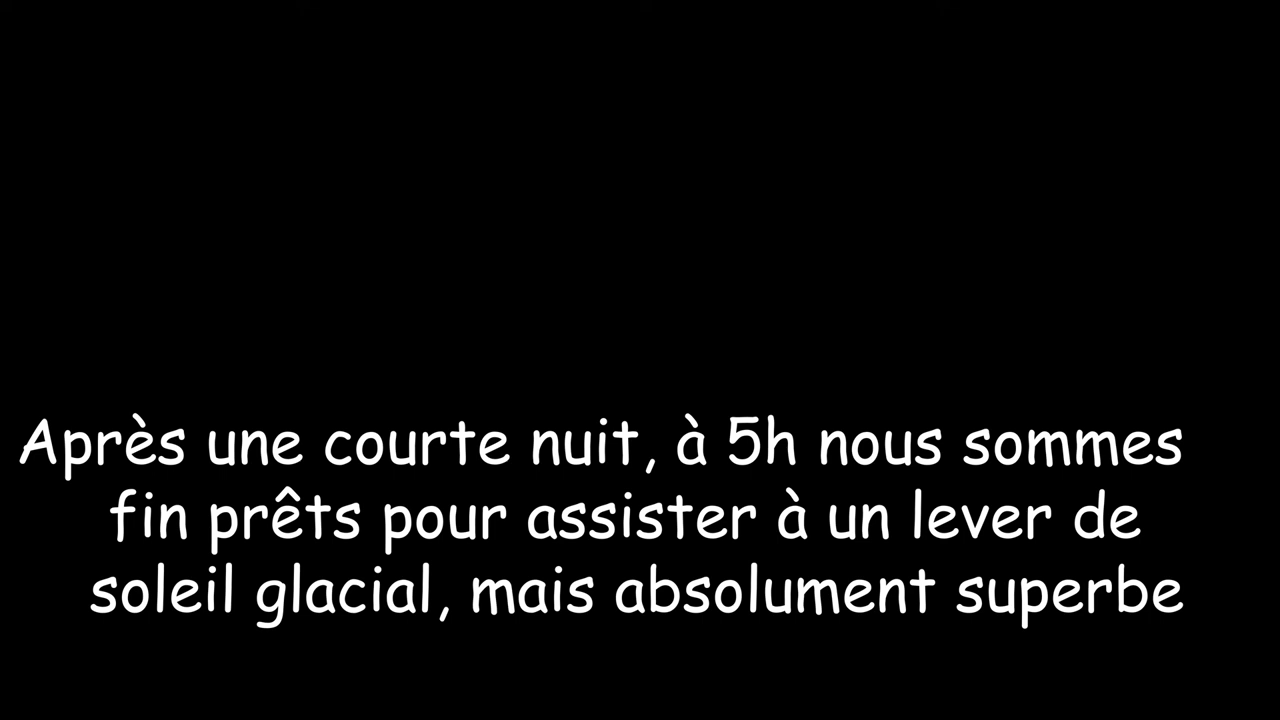 Après une courte nuit, à 5h nous sommes
fin prêts pour assister à un lever de
soleil glacial, mais absolument superbe